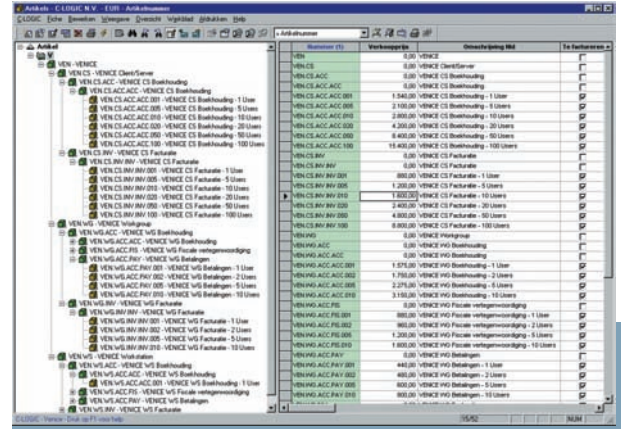 Artikels - C-LOGIC N.V. - EUR - Artikelnummer
C-LOGIC Fiche Bewerken Weergave Overzicht Werkblad Afdrukken Help
Artikelnummer
Artikel
V
VEN - VENICE
VEN.CS - VENICE Client/Server
VEN.CS.ACC - VENICE CS Boekhouding
VEN.CS.ACC.ACC - VENICE CS Boekhouding
VEN.CS.ACC.ACC.001 - VENICE CS Boekhouding - 1 User
VEN.CS.ACC.ACC.005 - VENICE CS Boekhouding - 5 Users
VEN.CS.ACC.ACC.010 - VENICE CS Boekhouding - 10 Users
VEN.CS.ACC.ACC.020 - VENICE CS Boekhouding - 20 Users
VEN.CS.ACC.ACC.050 - VENICE CS Boekhouding - 50 Users
VEN.CS.ACC.ACC.100 - VENICE CS Boekhouding - 100 Users
VEN.CS.INV - VENICE CS Facturatie
VEN.CS.INV.INV - VENICE CS Facturatie
VEN.CS.INV.INV.001 - VENICE CS Facturatie - 1 User
VEN.CS.INV.INV.005 - VENICE CS Facturatie - 5 Users
VEN.CS.INV.INV.010 - VENICE CS Facturatie - 10 Users
VEN.CS.INV.INV.020 - VENICE CS Facturatie - 20 Users
VEN.CS.INV.INV.050 - VENICE CS Facturatie - 50 Users
VEN.CS.INV.INV.100 - VENICE CS Facturatie - 100 Users
VEN.WG - VENICE Workgroup
VEN.WG.ACC - VENICE WG Boekhouding
VEN.WG.ACC.ACC - VENICE WG Boekhouding
VEN.WG.ACC.FIS - VENICE WG Fiscale vertegenwoordiging
VEN.WG.ACC.PAY - VENICE WG Betalingen
VEN.WG.ACC.PAY.001 - VENICE WG Betalingen - 1 User
VEN.WG.ACC.PAY.002 - VENICE WG Betalingen - 2 Users
VEN.WG.ACC.PAY.005 - VENICE WG Betalingen - 5 Users
VEN.WG.ACC.PAY.010 - VENICE WG Betalingen - 10 Users
VEN.WG.INV - VENICE WG Facturatie
VEN.WG.INV.INV - VENICE WG Facturatie
VEN.WG.INV.INV.001 - VENICE WG Facturatie - 1 User
VEN.WG.INV.INV.002 - VENICE WG Facturatie - 2 Users
VEN.WG.INV.INV.005 - VENICE WG Facturatie - 5 Users
VEN.WG.INV.INV.010 - VENICE WG Facturatie - 10 Users
VEN.WS - VENICE Workstation
VEN.WS.ACC - VENICE WS Boekhouding
VEN.WS.ACC.ACC - VENICE WS Boekhouding
VEN.WS.ACC.ACC.001 - VENICE WS Boekhouding - 1 User
VEN.WS.ACC.FIS - VENICE WS Fiscale vertegenwoordiging
VEN.WS.ACC.PAY - VENICE WS Betalingen
VEN.WS.INV - VENICE WS Facturatie
Nummer (1) Verkoopprijs Omschrijving Nld Te factureren
VEN 0,00 VENICE
VEN.CS 0,00 VENICE Client/Server
VEN.CS.ACC 0,00 VENICE CS Boekhouding
VEN.CS.ACC.ACC 0,00 VENICE CS Boekhouding
VEN.CS.ACC.ACC.001 1.540,00 VENICE CS Boekhouding - 1 User
VEN.CS.ACC.ACC.005 2.100,00 VENICE CS Boekhouding - 5 Users
VEN.CS.ACC.ACC.010 2.800,00 VENICE CS Boekhouding - 10 Users
VEN.CS.ACC.ACC.020 4.200,00 VENICE CS Boekhouding - 20 Users
VEN.CS.ACC.ACC.050 8.400,00 VENICE CS Boekhouding - 50 Users
VEN.CS.ACC.ACC.100 15.400,00 VENICE CS Boekhouding - 100 Users
VEN.CS.INV 0,00 VENICE CS Facturatie
VEN.CS.INV.INV 0,00 VENICE CS Facturatie
VEN.CS.INV.INV.001 880,00 VENICE CS Facturatie - 1 User
VEN.CS.INV.INV.005 1.200,00 VENICE CS Facturatie - 5 Users
VEN.CS.INV.INV.010 1.600,00 VENICE CS Facturatie - 10 Users
VEN.CS.INV.INV.020 2.400,00 VENICE CS Facturatie - 20 Users
VEN.CS.INV.INV.050 4.800,00 VENICE CS Facturatie - 50 Users
VEN.CS.INV.INV.100 8.800,00 VENICE CS Facturatie - 100 Users
VEN.WG 0,00 VENICE Workgroup
VEN.WG.ACC 0,00 VENICE WG Boekhouding
VEN.WG.ACC.ACC 0,00 VENICE WG Boekhouding
VEN.WG.ACC.ACC.001 1.575,00 VENICE WG Boekhouding - 1 User
VEN.WG.ACC.ACC.002 1.750,00 VENICE WG Boekhouding - 2 Users
VEN.WG.ACC.ACC.005 2.275,00 VENICE WG Boekhouding - 5 Users
VEN.WG.ACC.ACC.010 3.150,00 VENICE WG Boekhouding - 10 Users
VEN.WG.ACC.FIS 0,00 VENICE WG Fiscale vertegenwoordiging
VEN.WG.ACC.FIS.001 880,00 VENICE WG Fiscale vertegenwoordiging - 1 User
VEN.WG.ACC.FIS.002 960,00 VENICE WG Fiscale vertegenwoordiging - 2 Users
VEN.WG.ACC.FIS.005 1.200,00 VENICE WG Fiscale vertegenwoordiging - 5 Users
VEN.WG.ACC.FIS.010 1.600,00 VENICE WG Fiscale vertegenwoordiging - 10 Users
VEN.WG.ACC.PAY 0,00 VENICE WG Betalingen
VEN.WG.ACC.PAY.001 440,00 VENICE WG Betalingen - 1 User
VEN.WG.ACC.PAY.002 480,00 VENICE WG Betalingen - 2 Users
VEN.WG.ACC.PAY.005 600,00 VENICE WG Betalingen - 5 Users
VEN.WG.ACC.PAY.010 800,00 VENICE WG Betalingen - 10 Users
C-LOGIC - Venice - Druk op F1 voor help
15/52 NUM